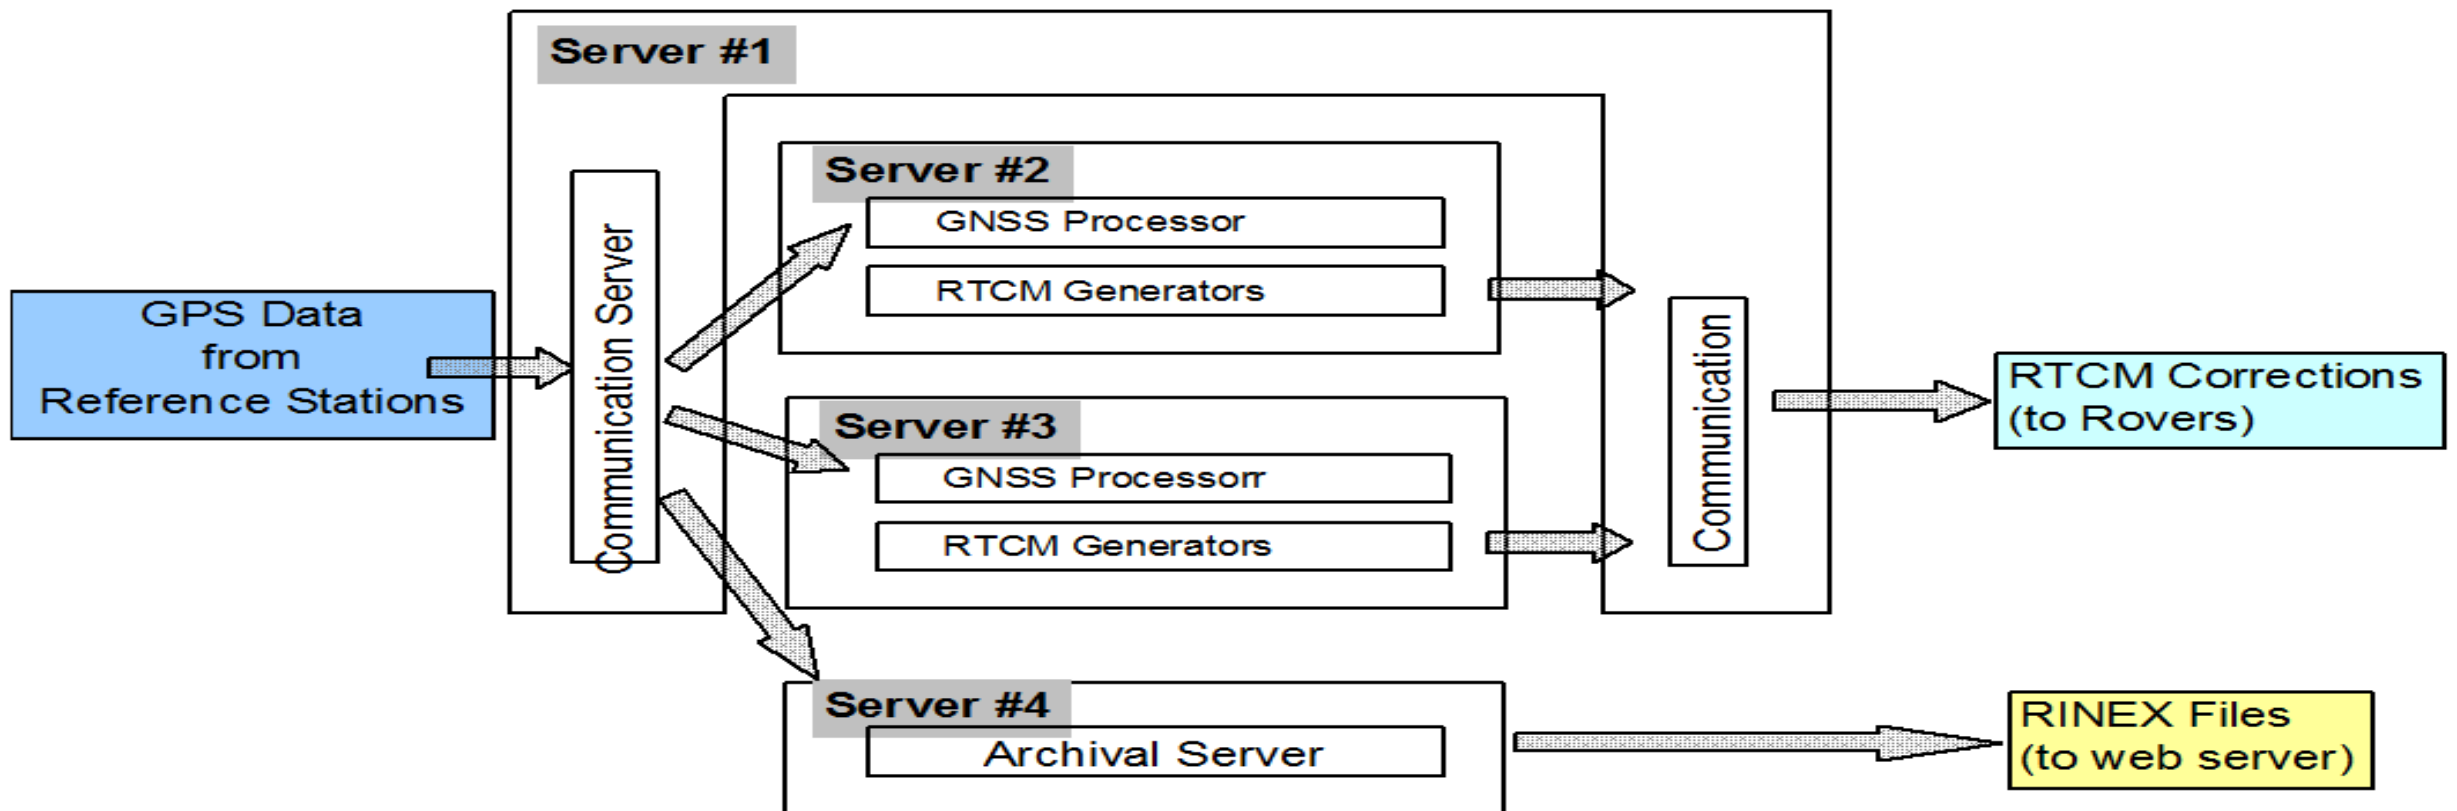 Server #1
Server #2
GNSS Processor
RTCM Generators
Communication Server
GPS Data
from
Reference Stations
Communication
RTCM Corrections
(to Rovers)
Server #3
GNSS Processorr
RTCM Generators
Server #4
Archival Server
RINEX Files
(to web server)